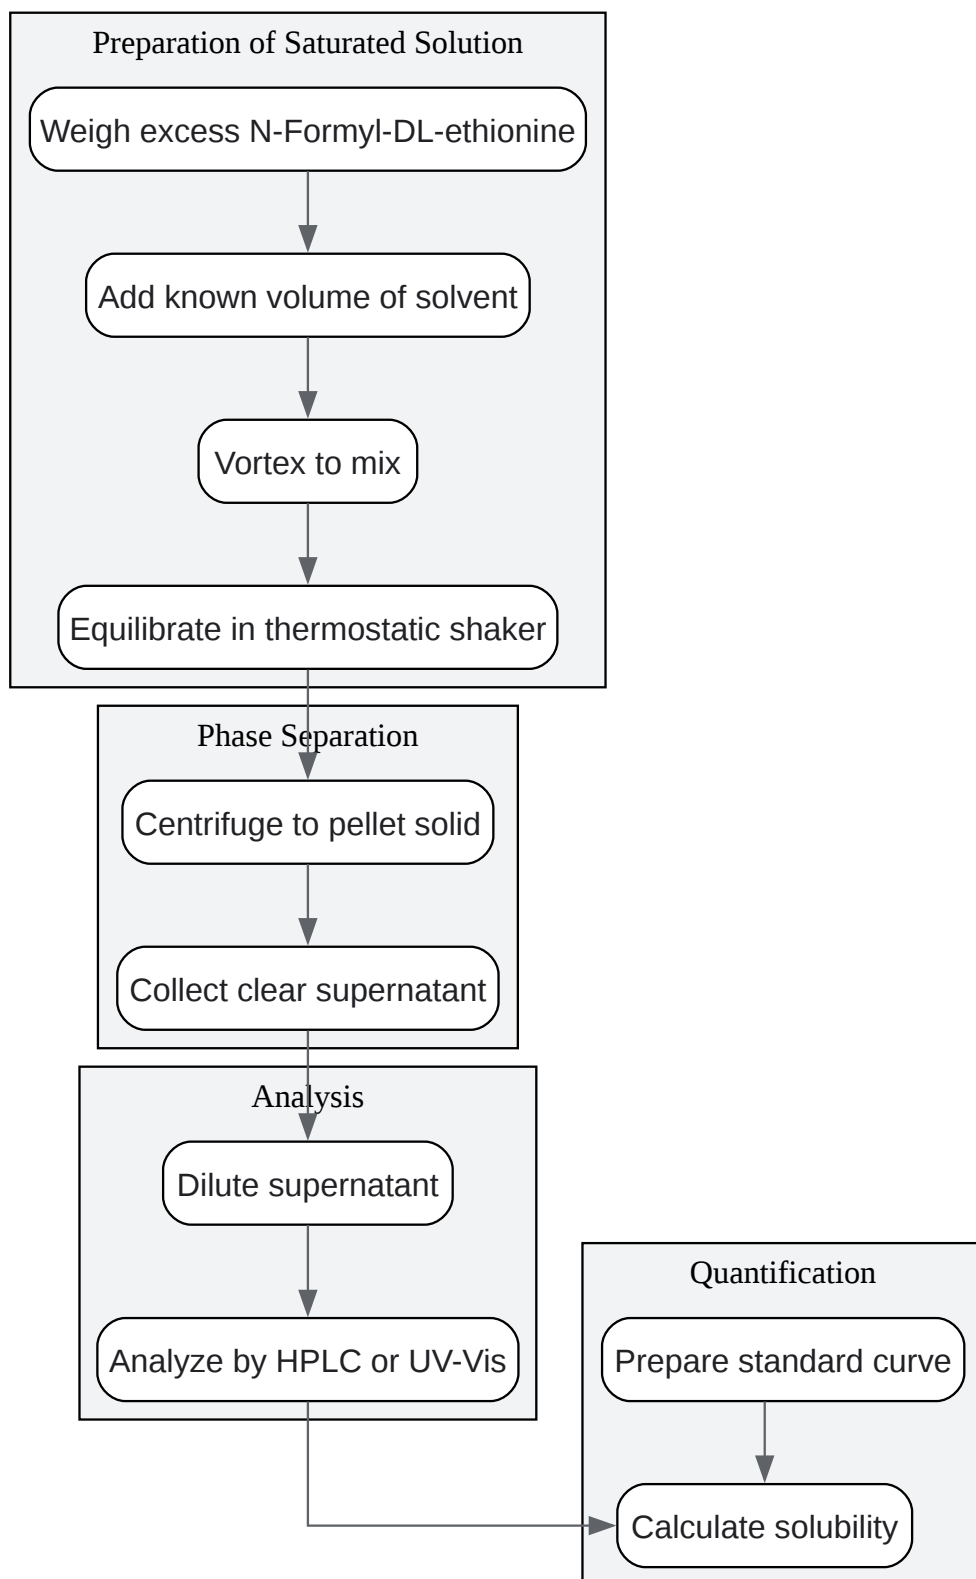 Preparation of Saturated Solution
Weigh excess N-Formyl-DL-ethionine
Add known volume of solvent
Vortex to mix
Equilibrate in thermostatic shaker
Phase Separation
Centrifuge to pellet solid
Collect clear supernatant
Analysis
Dilute supernatant
Analyze by HPLC or UV-Vis
Quantification
Prepare standard curve
Calculate solubility